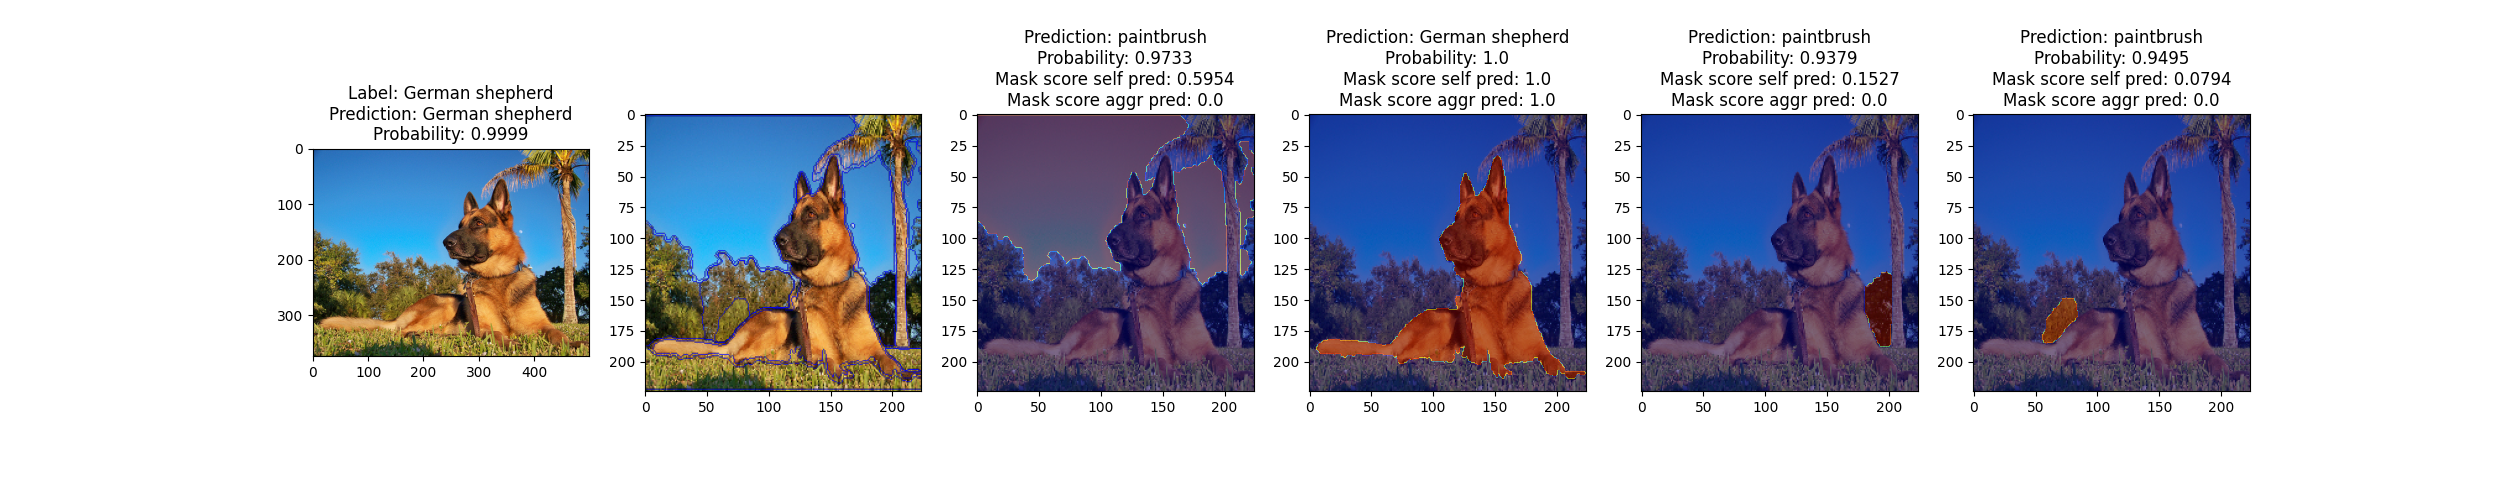 Label: German shepherd
Prediction: German shepherd
Probability: 0.9999
0
100
200
300
0 100 200 300 400
0
25
50
75
100
125
150
175
200
0 50 100 150 200
Prediction: paintbrush
Probability: 0.9733
Mask score self pred: 0.5954
Mask score aggr pred: 0.0
0
25
50
75
100
125
150
175
200
0 50 100 150 200
Prediction: German shepherd
Probability: 1.0
Mask score self pred: 1.0
Mask score aggr pred: 1.0
0
25
50
75
100
125
150
175
200
0 50 100 150 200
Prediction: paintbrush
Probability: 0.9379
Mask score self pred: 0.1527
Mask score aggr pred: 0.0
0
25
50
75
100
125
150
175
200
0 50 100 150 200
Prediction: paintbrush
Probability: 0.9495
Mask score self pred: 0.0794
Mask score aggr pred: 0.0
0
25
50
75
100
125
150
175
200
0 50 100 150 200